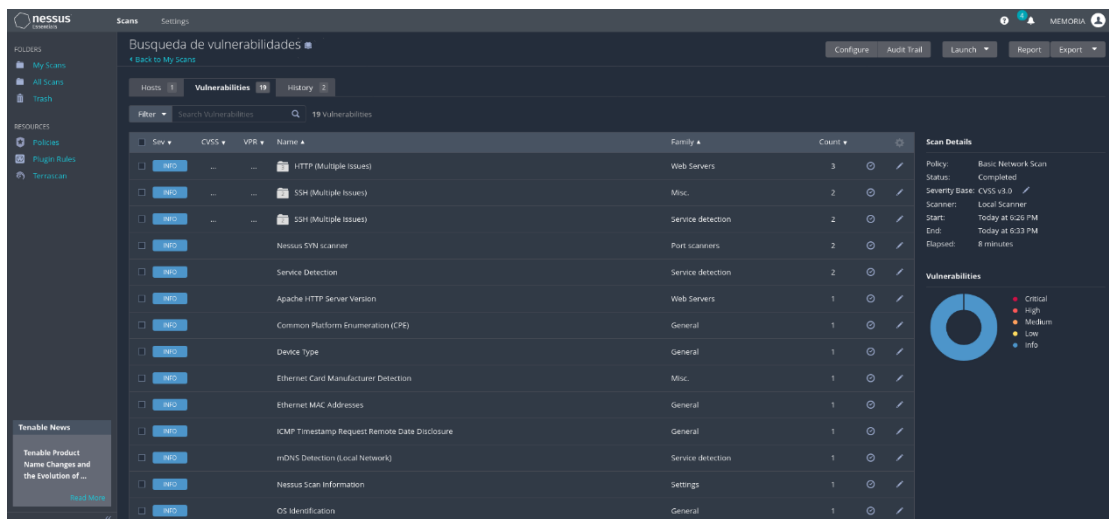 nessus
Essentials
Scans
Settings
4
MEMORIA
FOLDERS
My Scans
All Scans
Trash
RESOURCES
Policies
Plugin Rules
Terrascan
Tenable News
Tenable Product
Name Changes and
the Evolution of ...
Read More
Busqueda de vulnerabilidades
Back to My Scans
Configure
Audit Trail
Launch
Report
Export
Hosts 1
Vulnerabilities 19
History 2
Filter
Search Vulnerabilities
19 Vulnerabilities
Sev CVSS VPR Name Family Count
INFO ... ... HTTP (Multiple Issues) Web Servers 3
INFO ... ... SSH (Multiple Issues) Misc. 2
INFO ... ... SSH (Multiple Issues) Service detection 2
INFO Nessus SYN scanner Port scanners 2
INFO Service Detection Service detection 2
INFO Apache HTTP Server Version Web Servers 1
INFO Common Platform Enumeration (CPE) General 1
INFO Device Type General 1
INFO Ethernet Card Manufacturer Detection Misc. 1
INFO Ethernet MAC Addresses General 1
INFO ICMP Timestamp Request Remote Date Disclosure General 1
INFO mDNS Detection (Local Network) Service detection 1
INFO Nessus Scan Information Settings 1
INFO OS Identification General 1
Scan Details
Policy: Basic Network Scan
Status: Completed
Severity Base: CVSS v3.0
Scanner: Local Scanner
Start: Today at 6:26 PM
End: Today at 6:33 PM
Elapsed: 8 minutes
Vulnerabilities
Critical
High
Medium
Low
Info